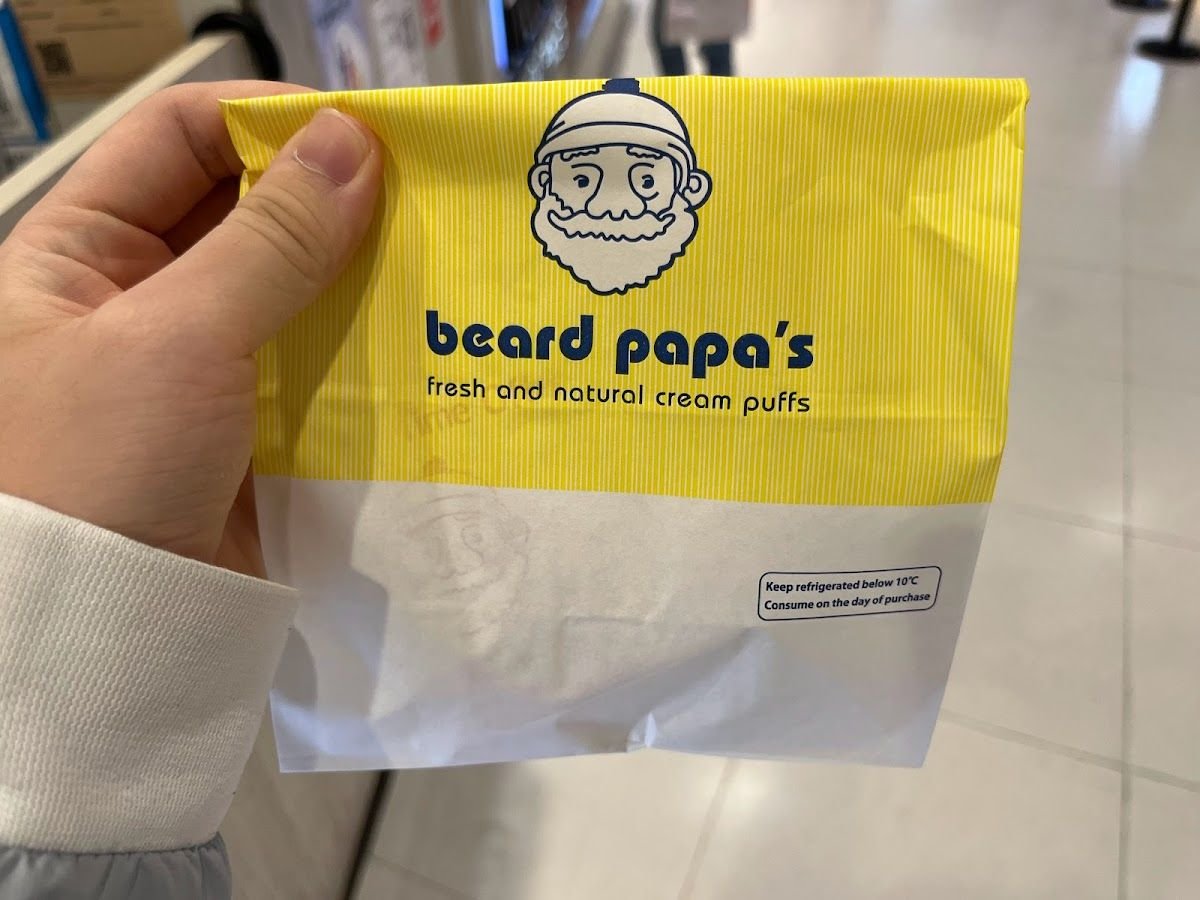 beard papa's
fresh and natural cream puffs
Keep refrigerated below 10°C
Consume on the day of purchase